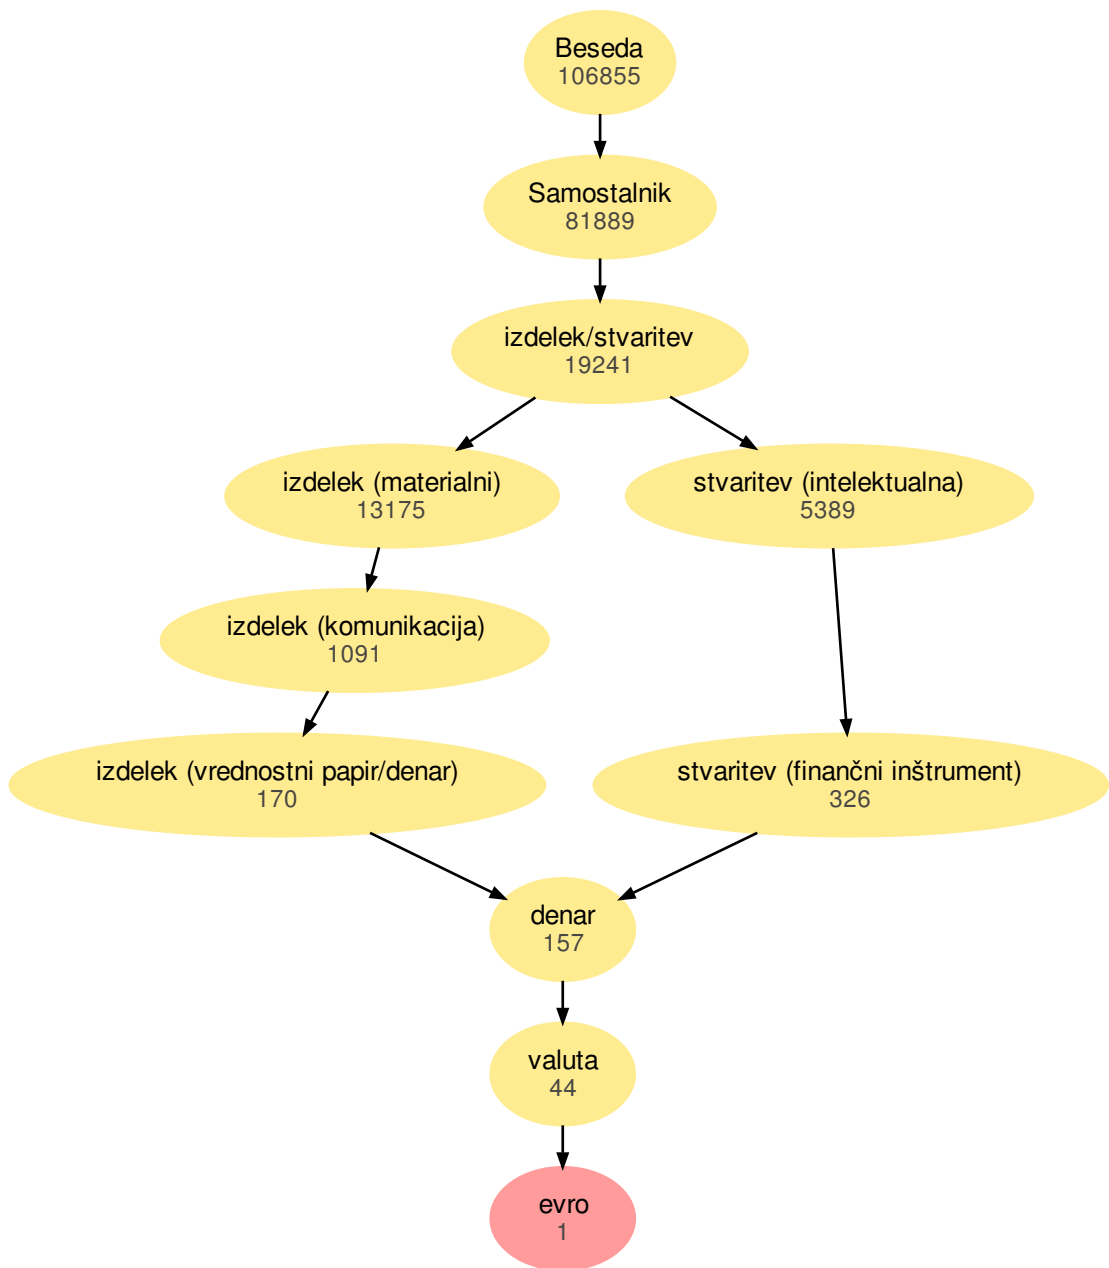 Beseda
106855
Samostalnik
81889
izdelek/stvaritev
19241
izdelek (materialni)
13175
stvaritev (intelektualna)
5389
izdelek (komunikacija)
1091
izdelek (vrednostni papir/denar)
170
stvaritev (finančni inštrument)
326
denar
157
valuta
44
evro
1